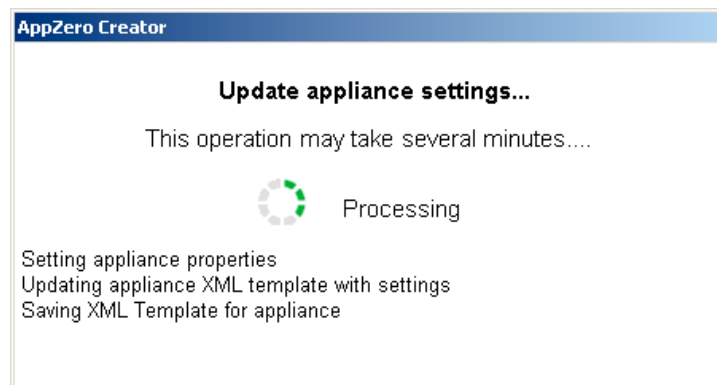 AppZero Creator
Update appliance settings...
This operation may take several minutes....
Processing
Setting appliance properties
Updating appliance XML template with settings
Saving XML Template for appliance